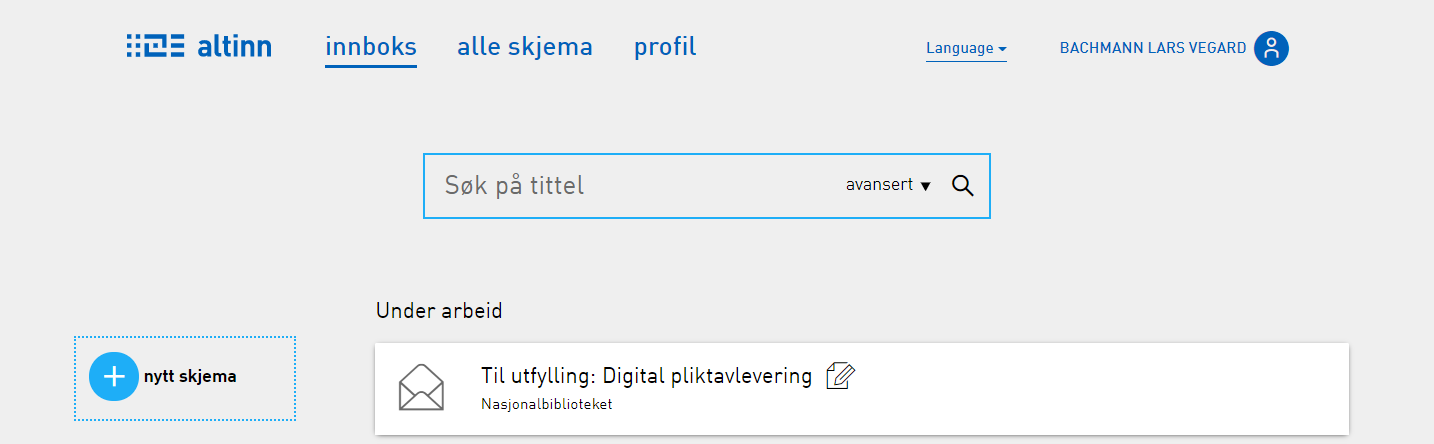 altinn innboks alle skjema profil Language BACHMANN LARS VEGARD
Søk på tittel avansert
Under arbeid
nytt skjema
Til utfylling: Digital pliktavlevering
Nasjonalbiblioteket